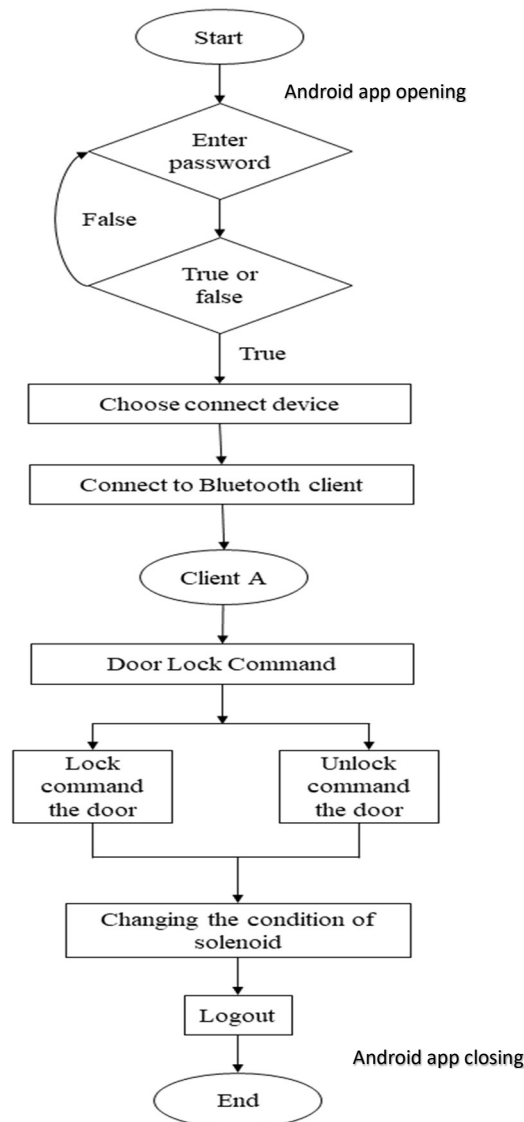 Start
Android app opening
Enter
password
False
True or
false
True
Choose connect device
Connect to Bluetooth client
Client A
Door Lock Command
Lock
command
the door
Unlock
command
the door
Changing the condition of
solenoid
Logout
Android app closing
End